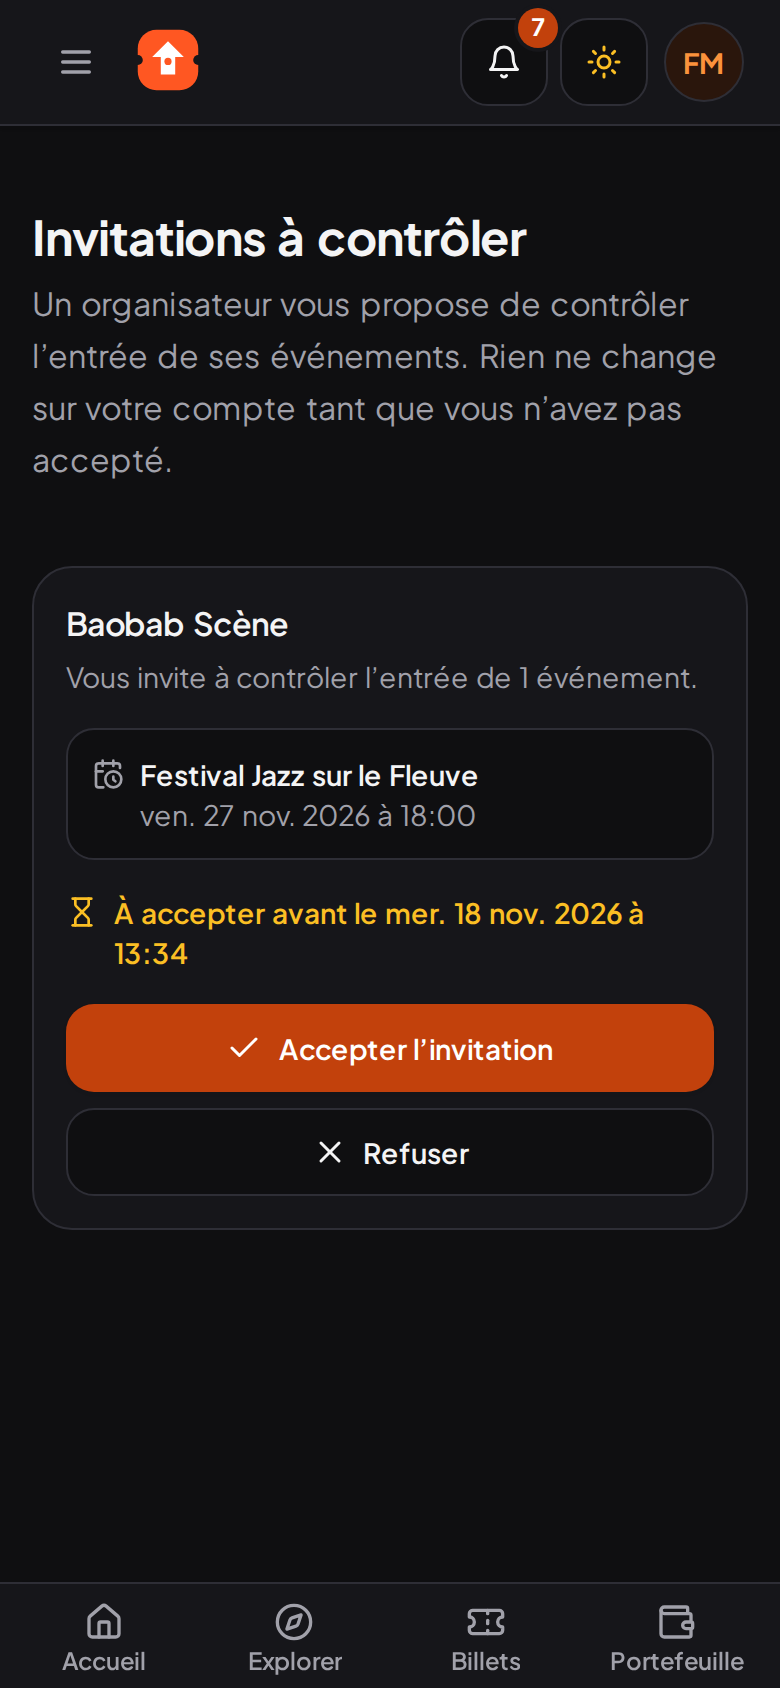 7
FM
Invitations à contrôler
Un organisateur vous propose de contrôler
l’entrée de ses événements. Rien ne change
sur votre compte tant que vous n’avez pas
accepté.
Baobab Scène
Vous invite à contrôler l’entrée de 1 événement.
Festival Jazz sur le Fleuve
ven. 27 nov. 2026 à 18:00
À accepter avant le mer. 18 nov. 2026 à
13:34
Accepter l’invitation
Refuser
Accueil
Explorer
Billets
Portefeuille